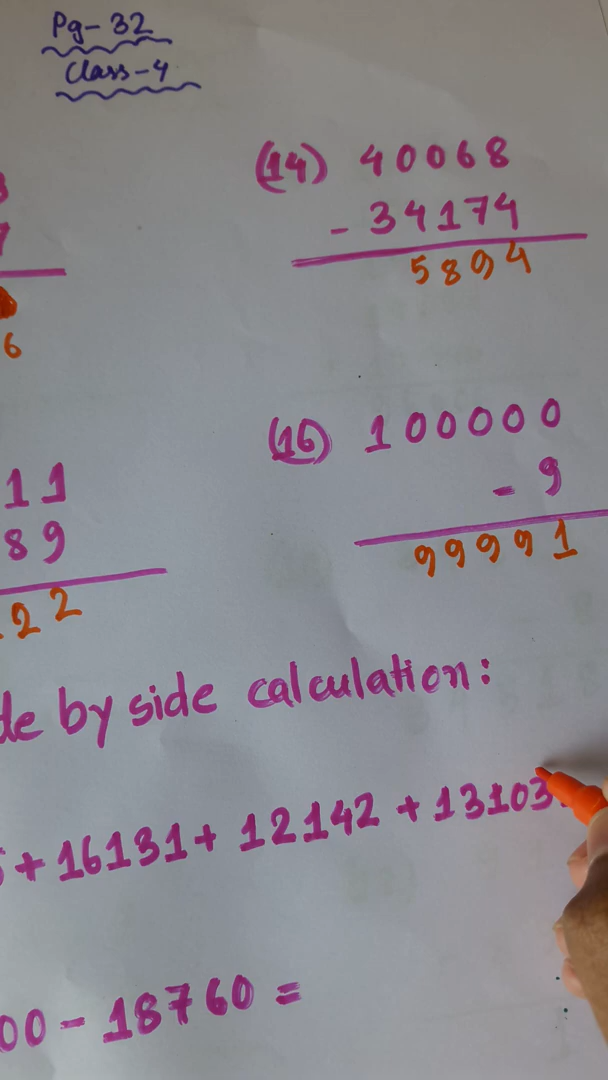 Pg-32
Class-4
(14) 40068
- 34174
5894
6
(16) 100000
- 9
99991
11
89
22
by side calculation:
+ 16131 + 12142 + 13103
00 - 18760 =